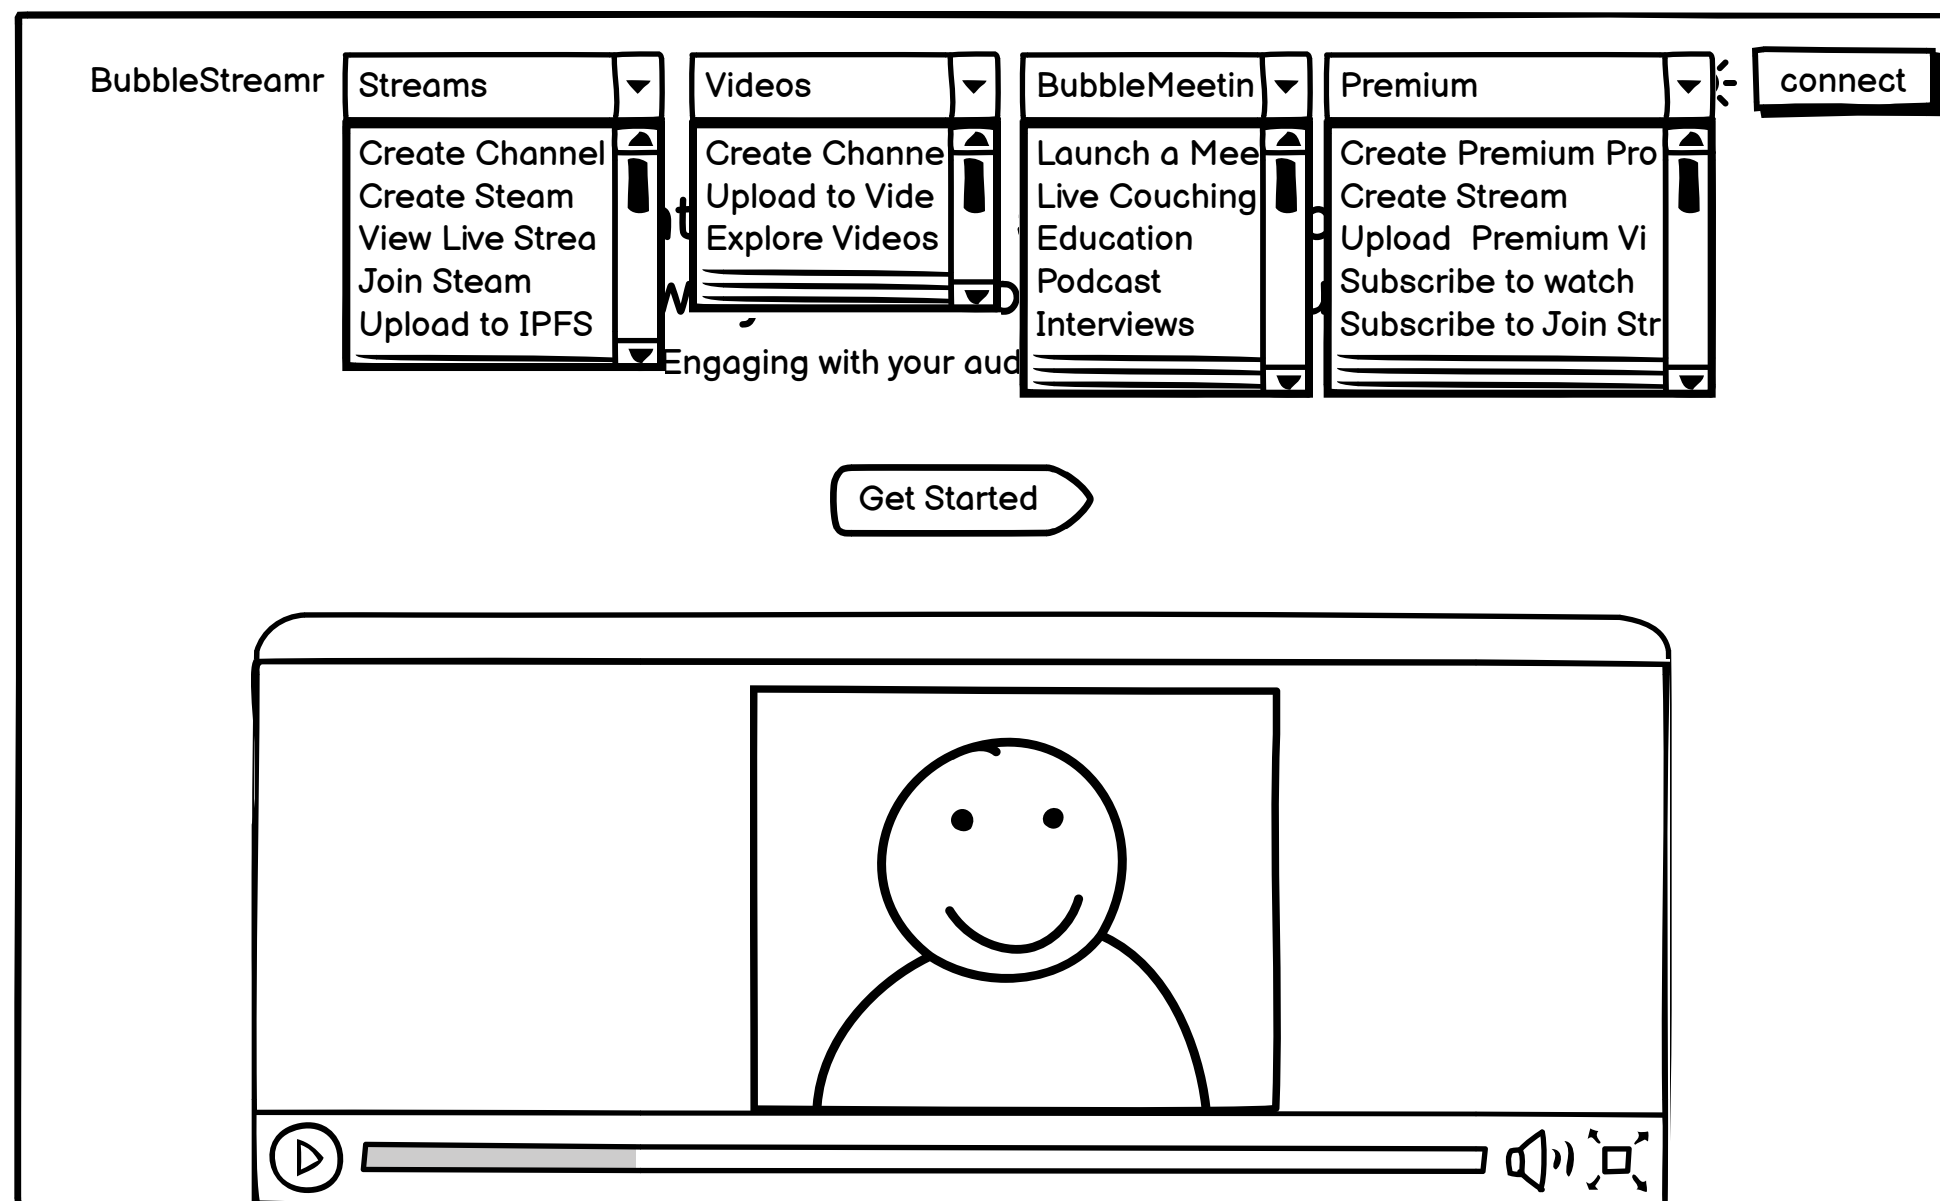 BubbleStreamr
Streams
Create Channel
Create Steam
View Live Strea
Join Steam
Upload to IPFS
Videos
Create Channe
Upload to Vide
Explore Videos
BubbleMeetin
Launch a Mee
Live Couching
Education
Podcast
Interviews
Premium
Create Premium Pro
Create Stream
Upload Premium Vi
Subscribe to watch
Subscribe to Join Str
connect
Engaging with your aud
Get Started